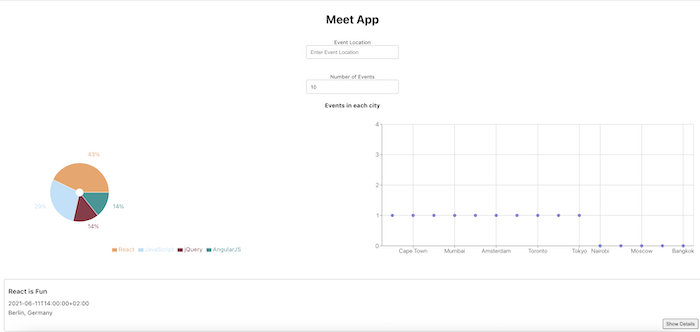 Meet App
Event Location
Enter Event Location
Number of Events
10
Events in each city
43%
29%
14%
14%
React JavaScript jQuery AngularJS
4
3
2
1
0
Cape Town Mumbai Amsterdam Toronto Tokyo Nairobi Moscow Bangkok
React is Fun
2021-06-11T14:00:00+02:00
Berlin, Germany
Show Details